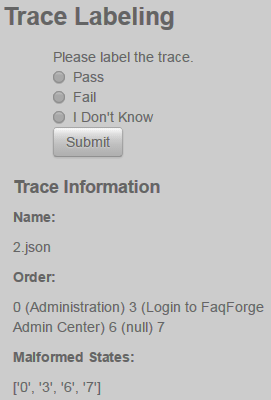 Trace Labeling
Please label the trace.
Pass
Fail
I Don't Know
Submit
Trace Information
Name:
2.json
Order:
0 (Administration) 3 (Login to FaqForge
Admin Center) 6 (null) 7
Malformed States:
['0', '3', '6', '7']